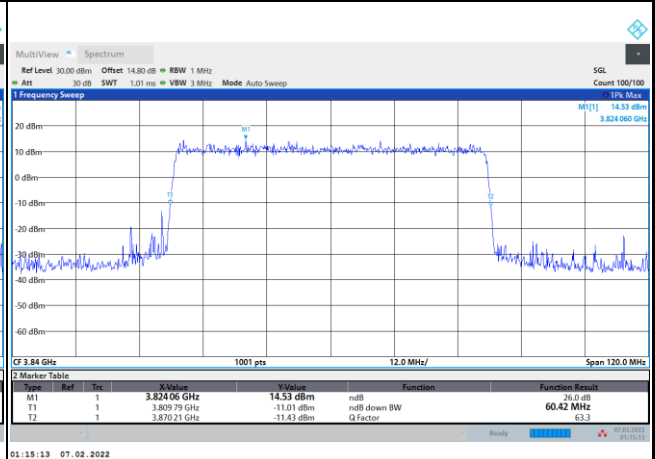 MultiView Spectrum
Ref Level 30.00 dBm Offset 14.80 dB RBW 1 MHz SGL
Att 30 dB SWT 1.01 ms VBW 3 MHz Mode Auto Sweep Count 100/100
1 Frequency Sweep 1Pk Max
M1[1] 14.53 dBm
3.824 060 GHz
20 dBm
M1
10 dBm
0 dBm
T1
T2
-10 dBm
-20 dBm
-30 dBm
-40 dBm
-50 dBm
-60 dBm
CF 3.84 GHz 1001 pts 12.0 MHz/ Span 120.0 MHz
2 Marker Table
Type Ref Trc X-Value Y-Value Function Function Result
M1 1 3.824 06 GHz 14.53 dBm ndB 26.0 dB
T1 1 3.809 79 GHz -11.01 dBm ndB down BW 60.42 MHz
T2 1 3.870 21 GHz -11.43 dBm Q Factor 63.3
Ready 07.02.2022
01:15:13
01:15:13 07.02.2022